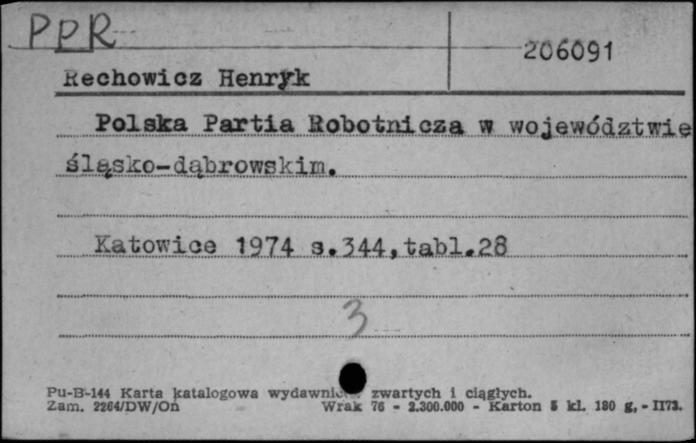 PPR
206091
Rechowicz Henryk
Polska Partia Robotnicza w województwie
śląsko-dąbrowskim.
Katowice 1974 s.344,tabl.28
3
Pu-B-144 Karta katalogowa wydawnictw zwartych i ciągłych.
Zam. 2264/DW/On Wrak 76 - 2.300.000 - Karton 5 kl. 180 g, - II73.